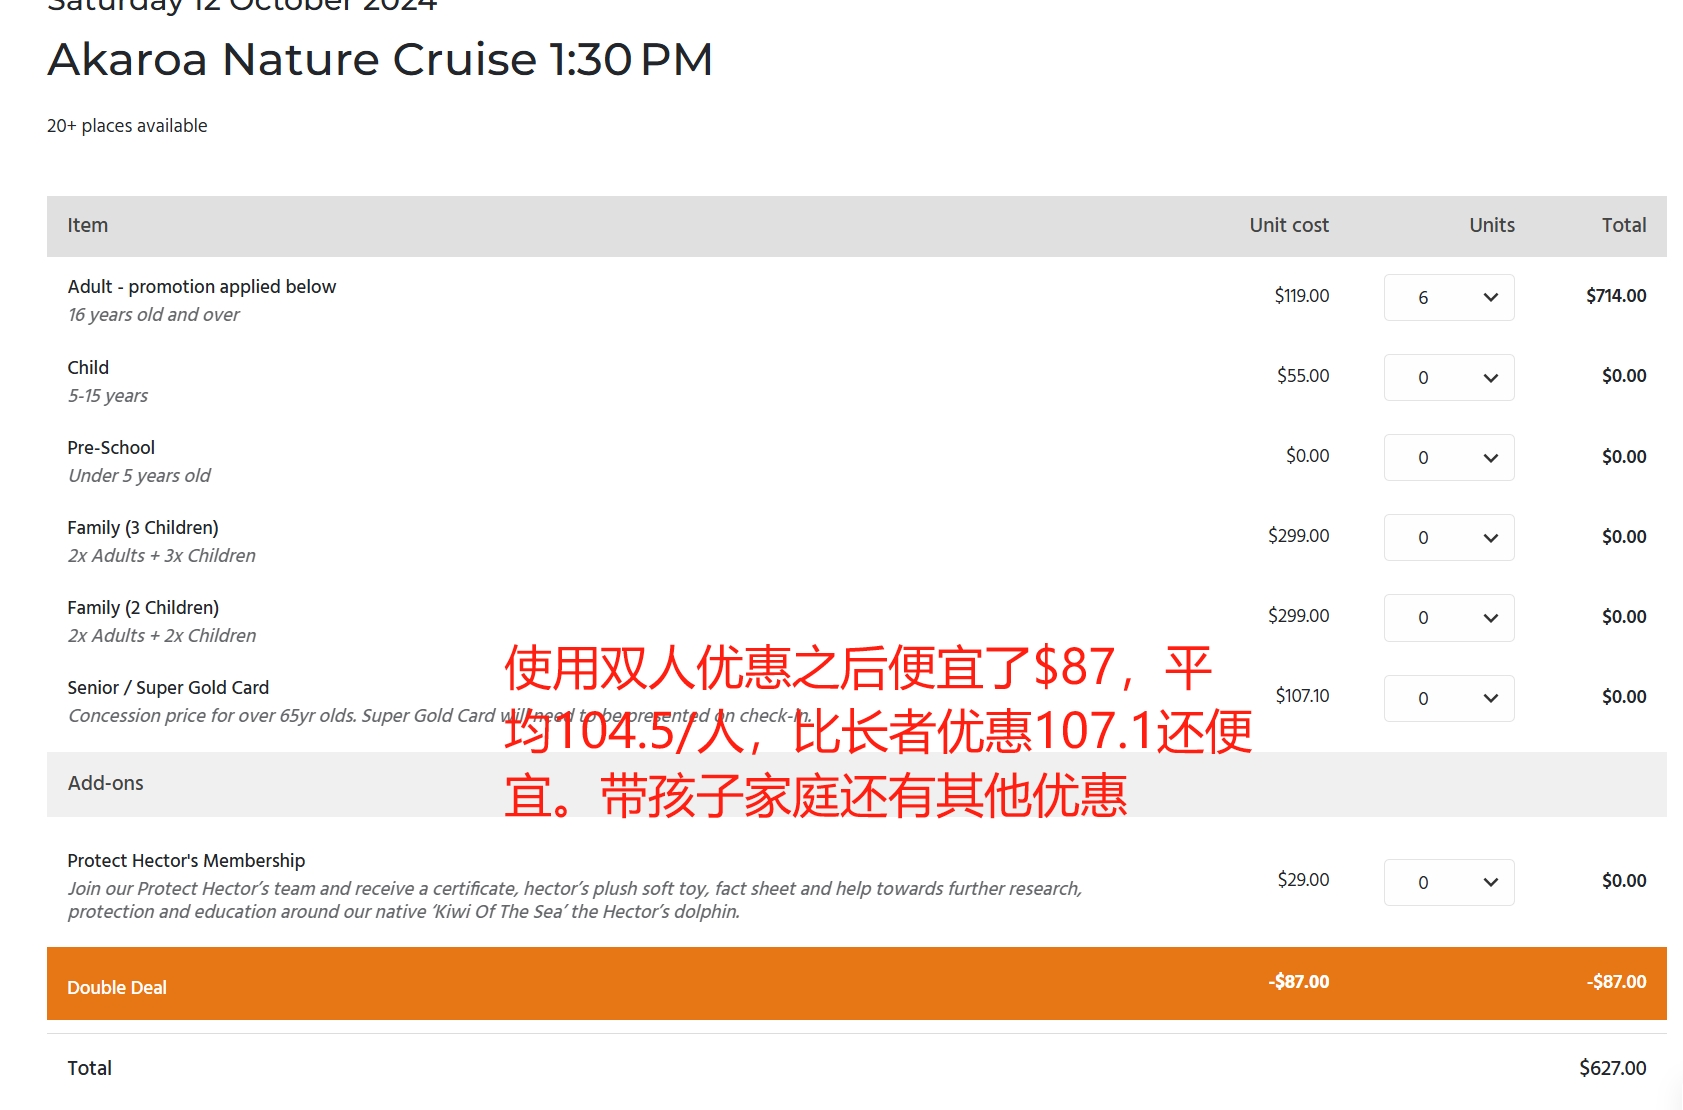 Saturday 12 October 2024
Akaroa Nature Cruise 1:30 PM
20+ places available
Item Unit cost Units Total
Adult - promotion applied below $119.00 6 $714.00
16 years old and over
Child $55.00 0 $0.00
5-15 years
Pre-School $0.00 0 $0.00
Under 5 years old
Family (3 Children) $299.00 0 $0.00
2x Adults + 3x Children
Family (2 Children) $299.00 0 $0.00
2x Adults + 2x Children
使用双人优惠之后便宜了$87，平
Senior / Super Gold Card $107.10 0 $0.00
Concession price for over 65yr olds. Super Gold Card will need to be presented on check-in.
均104.5/人，比长者优惠107.1还便
宜。带孩子家庭还有其他优惠
Add-ons
Protect Hector's Membership $29.00 0 $0.00
Join our Protect Hector’s team and receive a certificate, hector’s plush soft toy, fact sheet and help towards further research,
protection and education around our native ‘Kiwi Of The Sea’ the Hector’s dolphin.
Double Deal -$87.00 -$87.00
Total $627.00